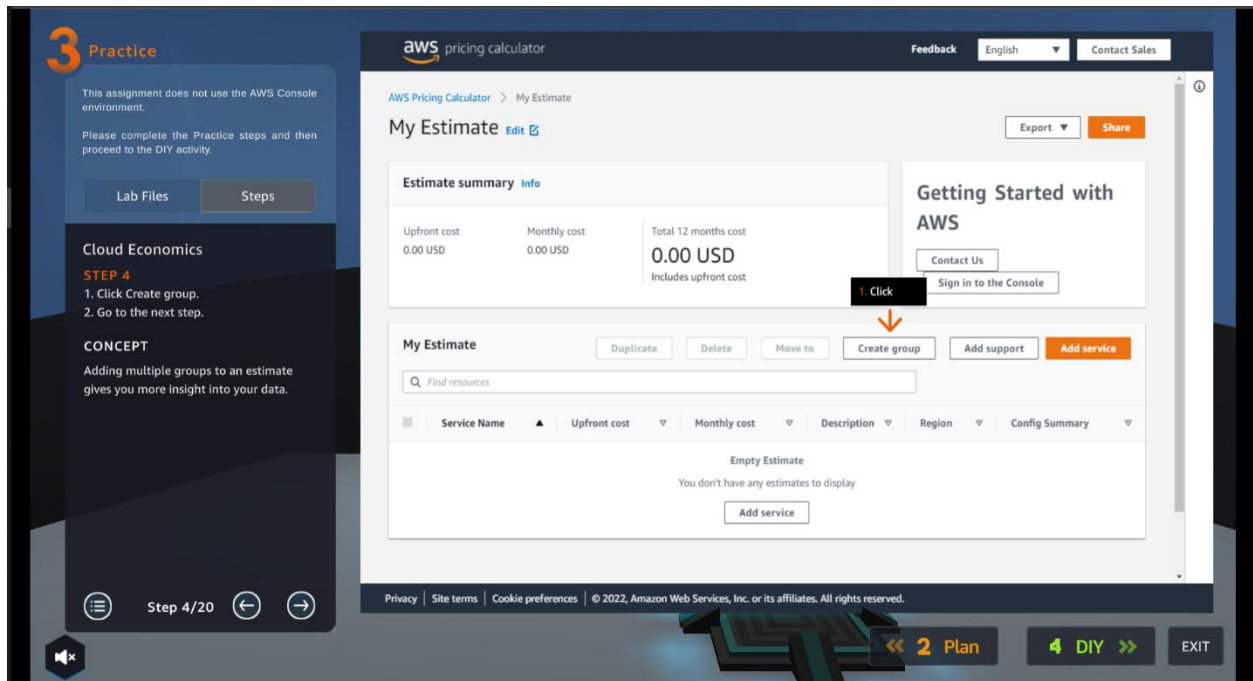 3 Practice
This assignment does not use the AWS Console
environment.
Please complete the Practice steps and then
proceed to the DIY activity.
Lab Files
Steps
Cloud Economics
STEP 4
1. Click Create group.
2. Go to the next step.
CONCEPT
Adding multiple groups to an estimate
gives you more insight into your data.
Step 4/20
aws pricing calculator
Feedback
English
Contact Sales
AWS Pricing Calculator > My Estimate
My Estimate Edit
Export
Share
Estimate summary Info
Upfront cost
0.00 USD
Monthly cost
0.00 USD
Total 12 months cost
0.00 USD
Includes upfront cost
Getting Started with
AWS
Contact Us
Sign in to the Console
1. Click
My Estimate
Duplicate
Delete
Move to
Create group
Add support
Add service
Find resources
Service Name
Upfront cost
Monthly cost
Description
Region
Config Summary
Empty Estimate
You don't have any estimates to display
Add service
Privacy | Site terms | Cookie preferences | © 2022, Amazon Web Services, Inc. or its affiliates. All rights reserved.
2 Plan
4 DIY
EXIT